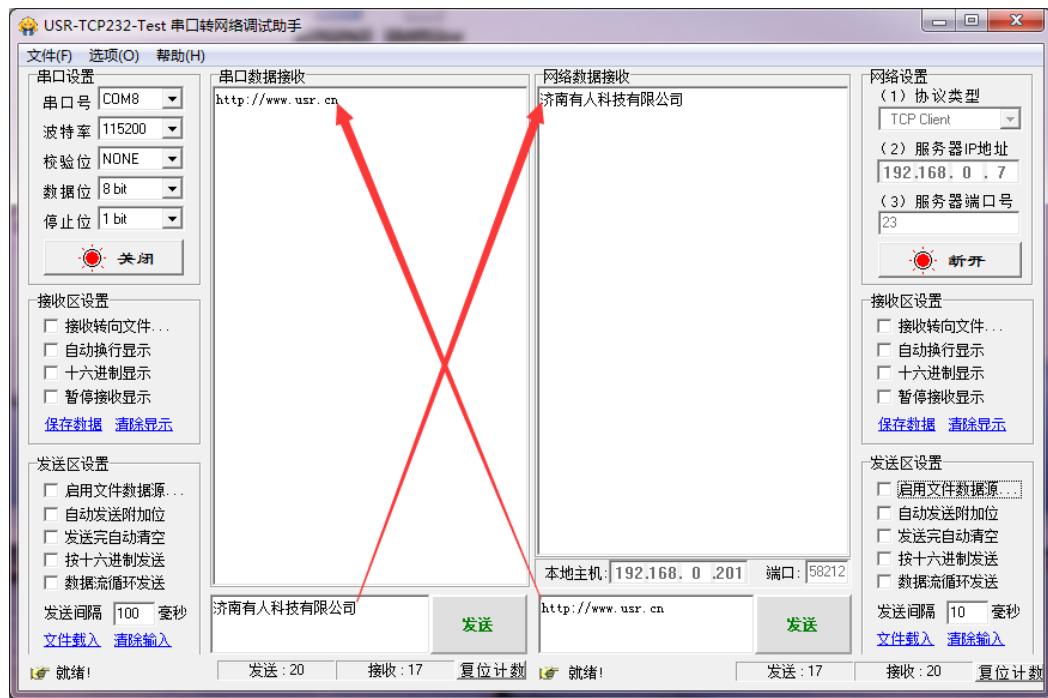 USR-TCP232-Test 串口转网络调试助手
文件(F) 选项(O) 帮助(H)
串口设置
串口号 COM8
波特率 115200
校验位 NONE
数据位 8 bit
停止位 1 bit
关闭
接收区设置
接收转向文件...
自动换行显示
十六进制显示
暂停接收显示
保存数据 清除显示
发送区设置
启用文件数据源...
自动发送附加位
发送完自动清空
按十六进制发送
数据流循环发送
发送间隔 100 毫秒
文件载入 清除输入
就绪!
串口数据接收
http://www.usr.cn
济南有人科技有限公司
发送
发送:20 接收:17 复位计数
网络数据接收
济南有人科技有限公司
本地主机: 192.168. 0 .201 端口: 58212
http://www.usr.cn
发送
就绪! 发送:17 接收:20 复位计数
网络设置
(1) 协议类型
TCP Client
(2) 服务器IP地址
192.168. 0 . 7
(3) 服务器端口号
23
断开
接收区设置
接收转向文件...
自动换行显示
十六进制显示
暂停接收显示
保存数据 清除显示
发送区设置
启用文件数据源...
自动发送附加位
发送完自动清空
按十六进制发送
数据流循环发送
发送间隔 10 毫秒
文件载入 清除输入